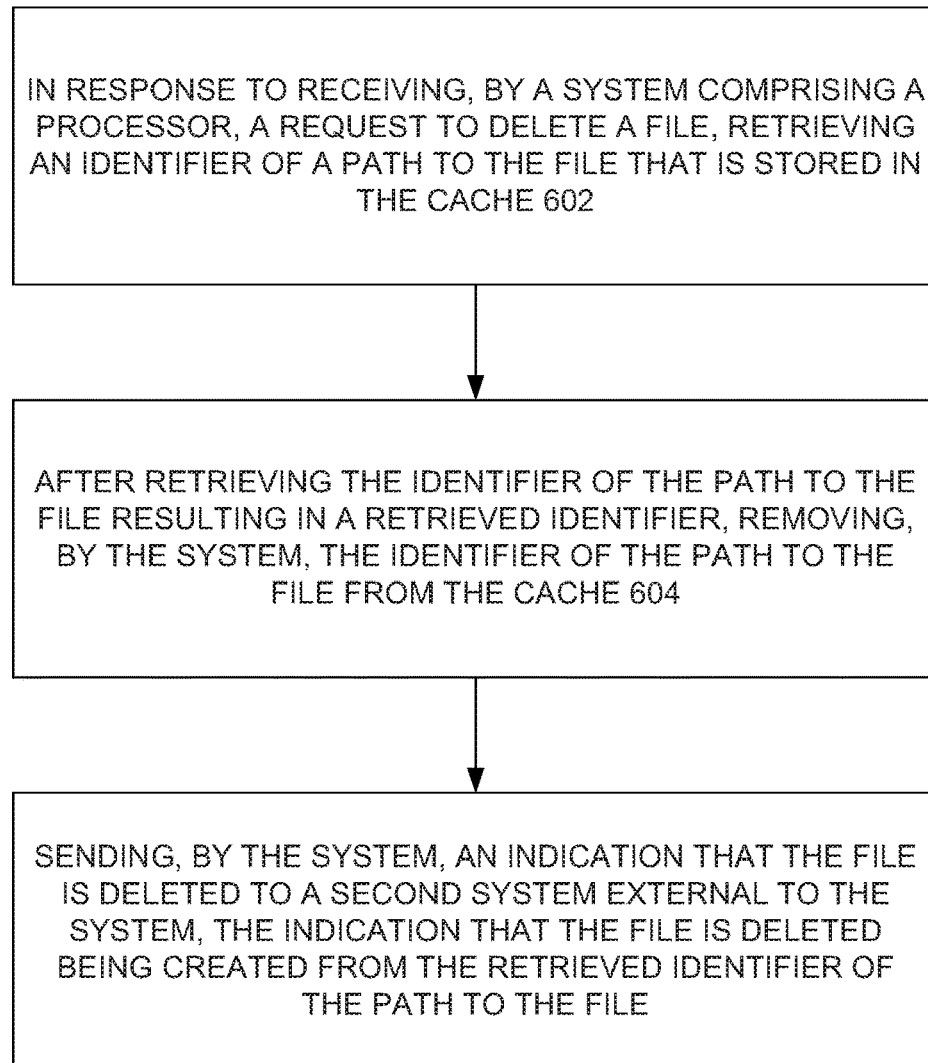 IN RESPONSE TO RECEIVING, BY A SYSTEM COMPRISING A
PROCESSOR, A REQUEST TO DELETE A FILE, RETRIEVING
AN IDENTIFIER OF A PATH TO THE FILE THAT IS STORED IN
THE CACHE 602
AFTER RETRIEVING THE IDENTIFIER OF THE PATH TO THE
FILE RESULTING IN A RETRIEVED IDENTIFIER, REMOVING,
BY THE SYSTEM, THE IDENTIFIER OF THE PATH TO THE
FILE FROM THE CACHE 604
SENDING, BY THE SYSTEM, AN INDICATION THAT THE FILE
IS DELETED TO A SECOND SYSTEM EXTERNAL TO THE
SYSTEM, THE INDICATION THAT THE FILE IS DELETED
BEING CREATED FROM THE RETRIEVED IDENTIFIER OF
THE PATH TO THE FILE